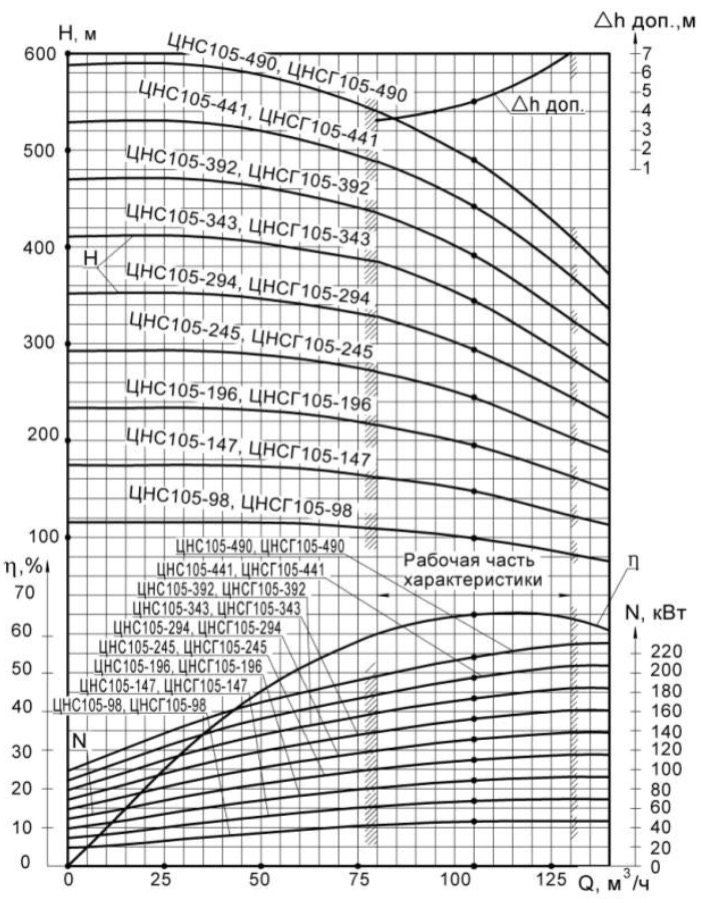 H, м
△h доп.,м
600
500
400
300
200
100
7
6
5
4
3
2
1
ЦНС105-490, ЦНСГ105-490
△h доп.
ЦНС105-441, ЦНСГ105-441
ЦНС105-392, ЦНСГ105-392
ЦНС105-343, ЦНСГ105-343
H
ЦНС105-294, ЦНСГ105-294
ЦНС105-245, ЦНСГ105-245
ЦНС105-196, ЦНСГ105-196
ЦНС105-147, ЦНСГ105-147
ЦНС105-98, ЦНСГ105-98
ЦНС105-490, ЦНСГ105-490
ЦНС105-441, ЦНСГ105-441
ЦНС105-392, ЦНСГ105-392
ЦНС105-343, ЦНСГ105-343
ЦНС105-294, ЦНСГ105-294
ЦНС105-245, ЦНСГ105-245
ЦНС105-196, ЦНСГ105-196
ЦНС105-147, ЦНСГ105-147
ЦНС105-98, ЦНСГ105-98
Рабочая часть
характеристики
η
η,%
70
60
50
40
30
20
10
0
N
N, кВт
220
200
180
160
140
120
100
80
60
40
20
0
0 25 50 75 100 125 Q, м³/ч